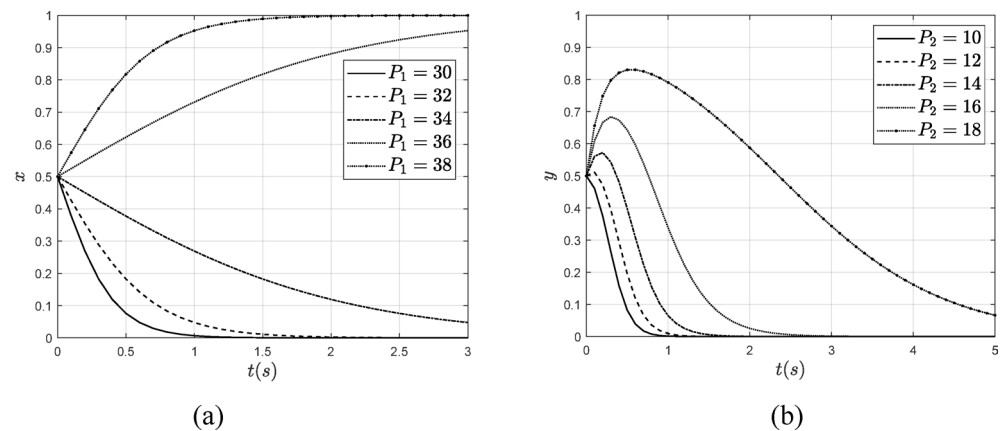 1
0.9
0.8
0.7
0.6
0.5
0.4
0.3
0.2
0.1
0
x
0 0.5 1 1.5 2 2.5 3
t(s)
P₁ = 30
P₁ = 32
P₁ = 34
P₁ = 36
P₁ = 38
(a)
1
0.9
0.8
0.7
0.6
0.5
0.4
0.3
0.2
0.1
0
y
0 1 2 3 4 5
t(s)
P₂ = 10
P₂ = 12
P₂ = 14
P₂ = 16
P₂ = 18
(b)